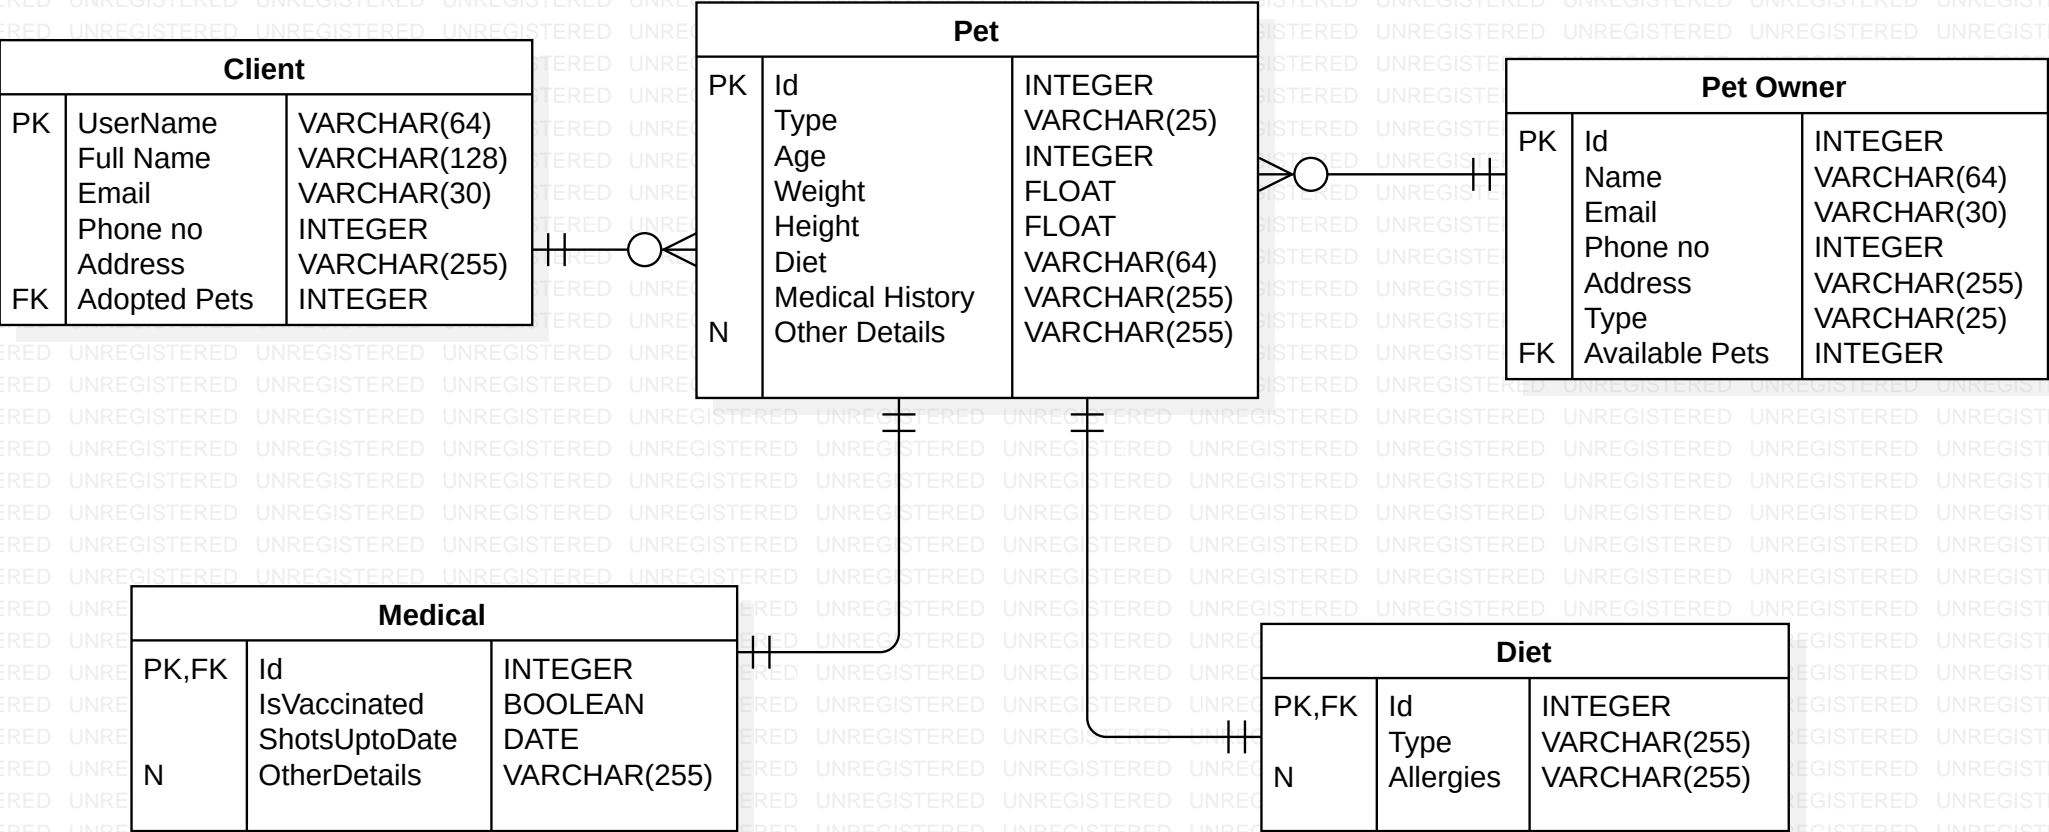 Client
PK UserName VARCHAR(64)
Full Name VARCHAR(128)
Email VARCHAR(30)
Phone no INTEGER
Address VARCHAR(255)
FK Adopted Pets INTEGER
Pet
PK Id INTEGER
Type VARCHAR(25)
Age INTEGER
Weight FLOAT
Height FLOAT
Diet VARCHAR(64)
Medical History VARCHAR(255)
N Other Details VARCHAR(255)
Pet Owner
PK Id INTEGER
Name VARCHAR(64)
Email VARCHAR(30)
Phone no INTEGER
Address VARCHAR(255)
Type VARCHAR(25)
FK Available Pets INTEGER
Medical
PK,FK Id INTEGER
IsVaccinated BOOLEAN
ShotsUptoDate DATE
N OtherDetails VARCHAR(255)
Diet
PK,FK Id INTEGER
Type VARCHAR(255)
N Allergies VARCHAR(255)
UNREGISTERED